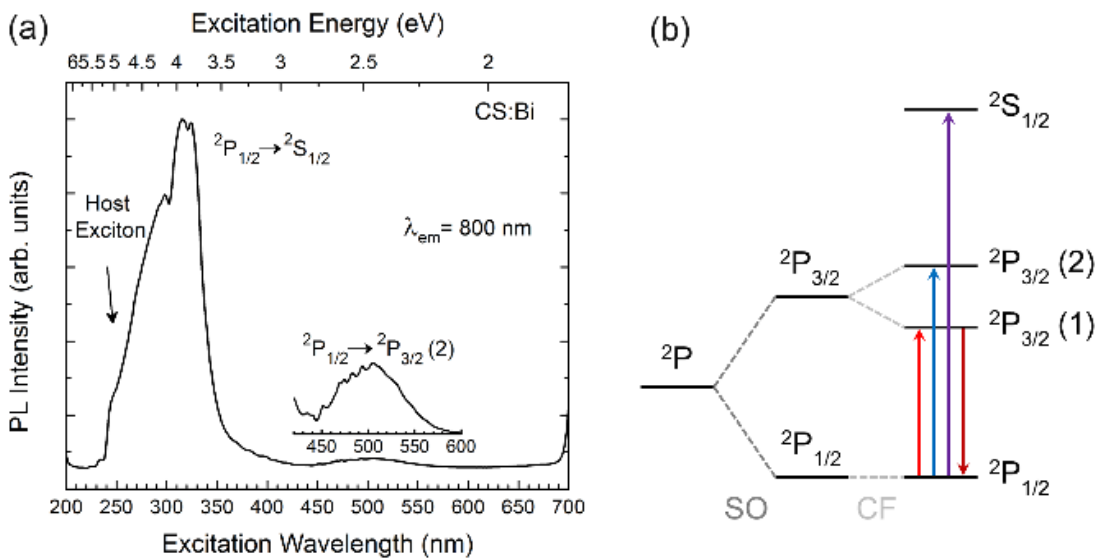 (a)
Excitation Energy (eV)
65.5 5 4.5 4 3.5 3 2.5 2
CS:Bi
²P₁/₂→²S₁/₂
Host
Exciton
λₑₘ= 800 nm
²P₁/₂→²P₃/₂ (2)
450 500 550 600
PL Intensity (arb. units)
200 250 300 350 400 450 500 550 600 650 700
Excitation Wavelength (nm)
(b)
²S₁/₂
²P₃/₂
²P₃/₂ (2)
²P₃/₂ (1)
²P
²P₁/₂
²P₁/₂
SO
CF